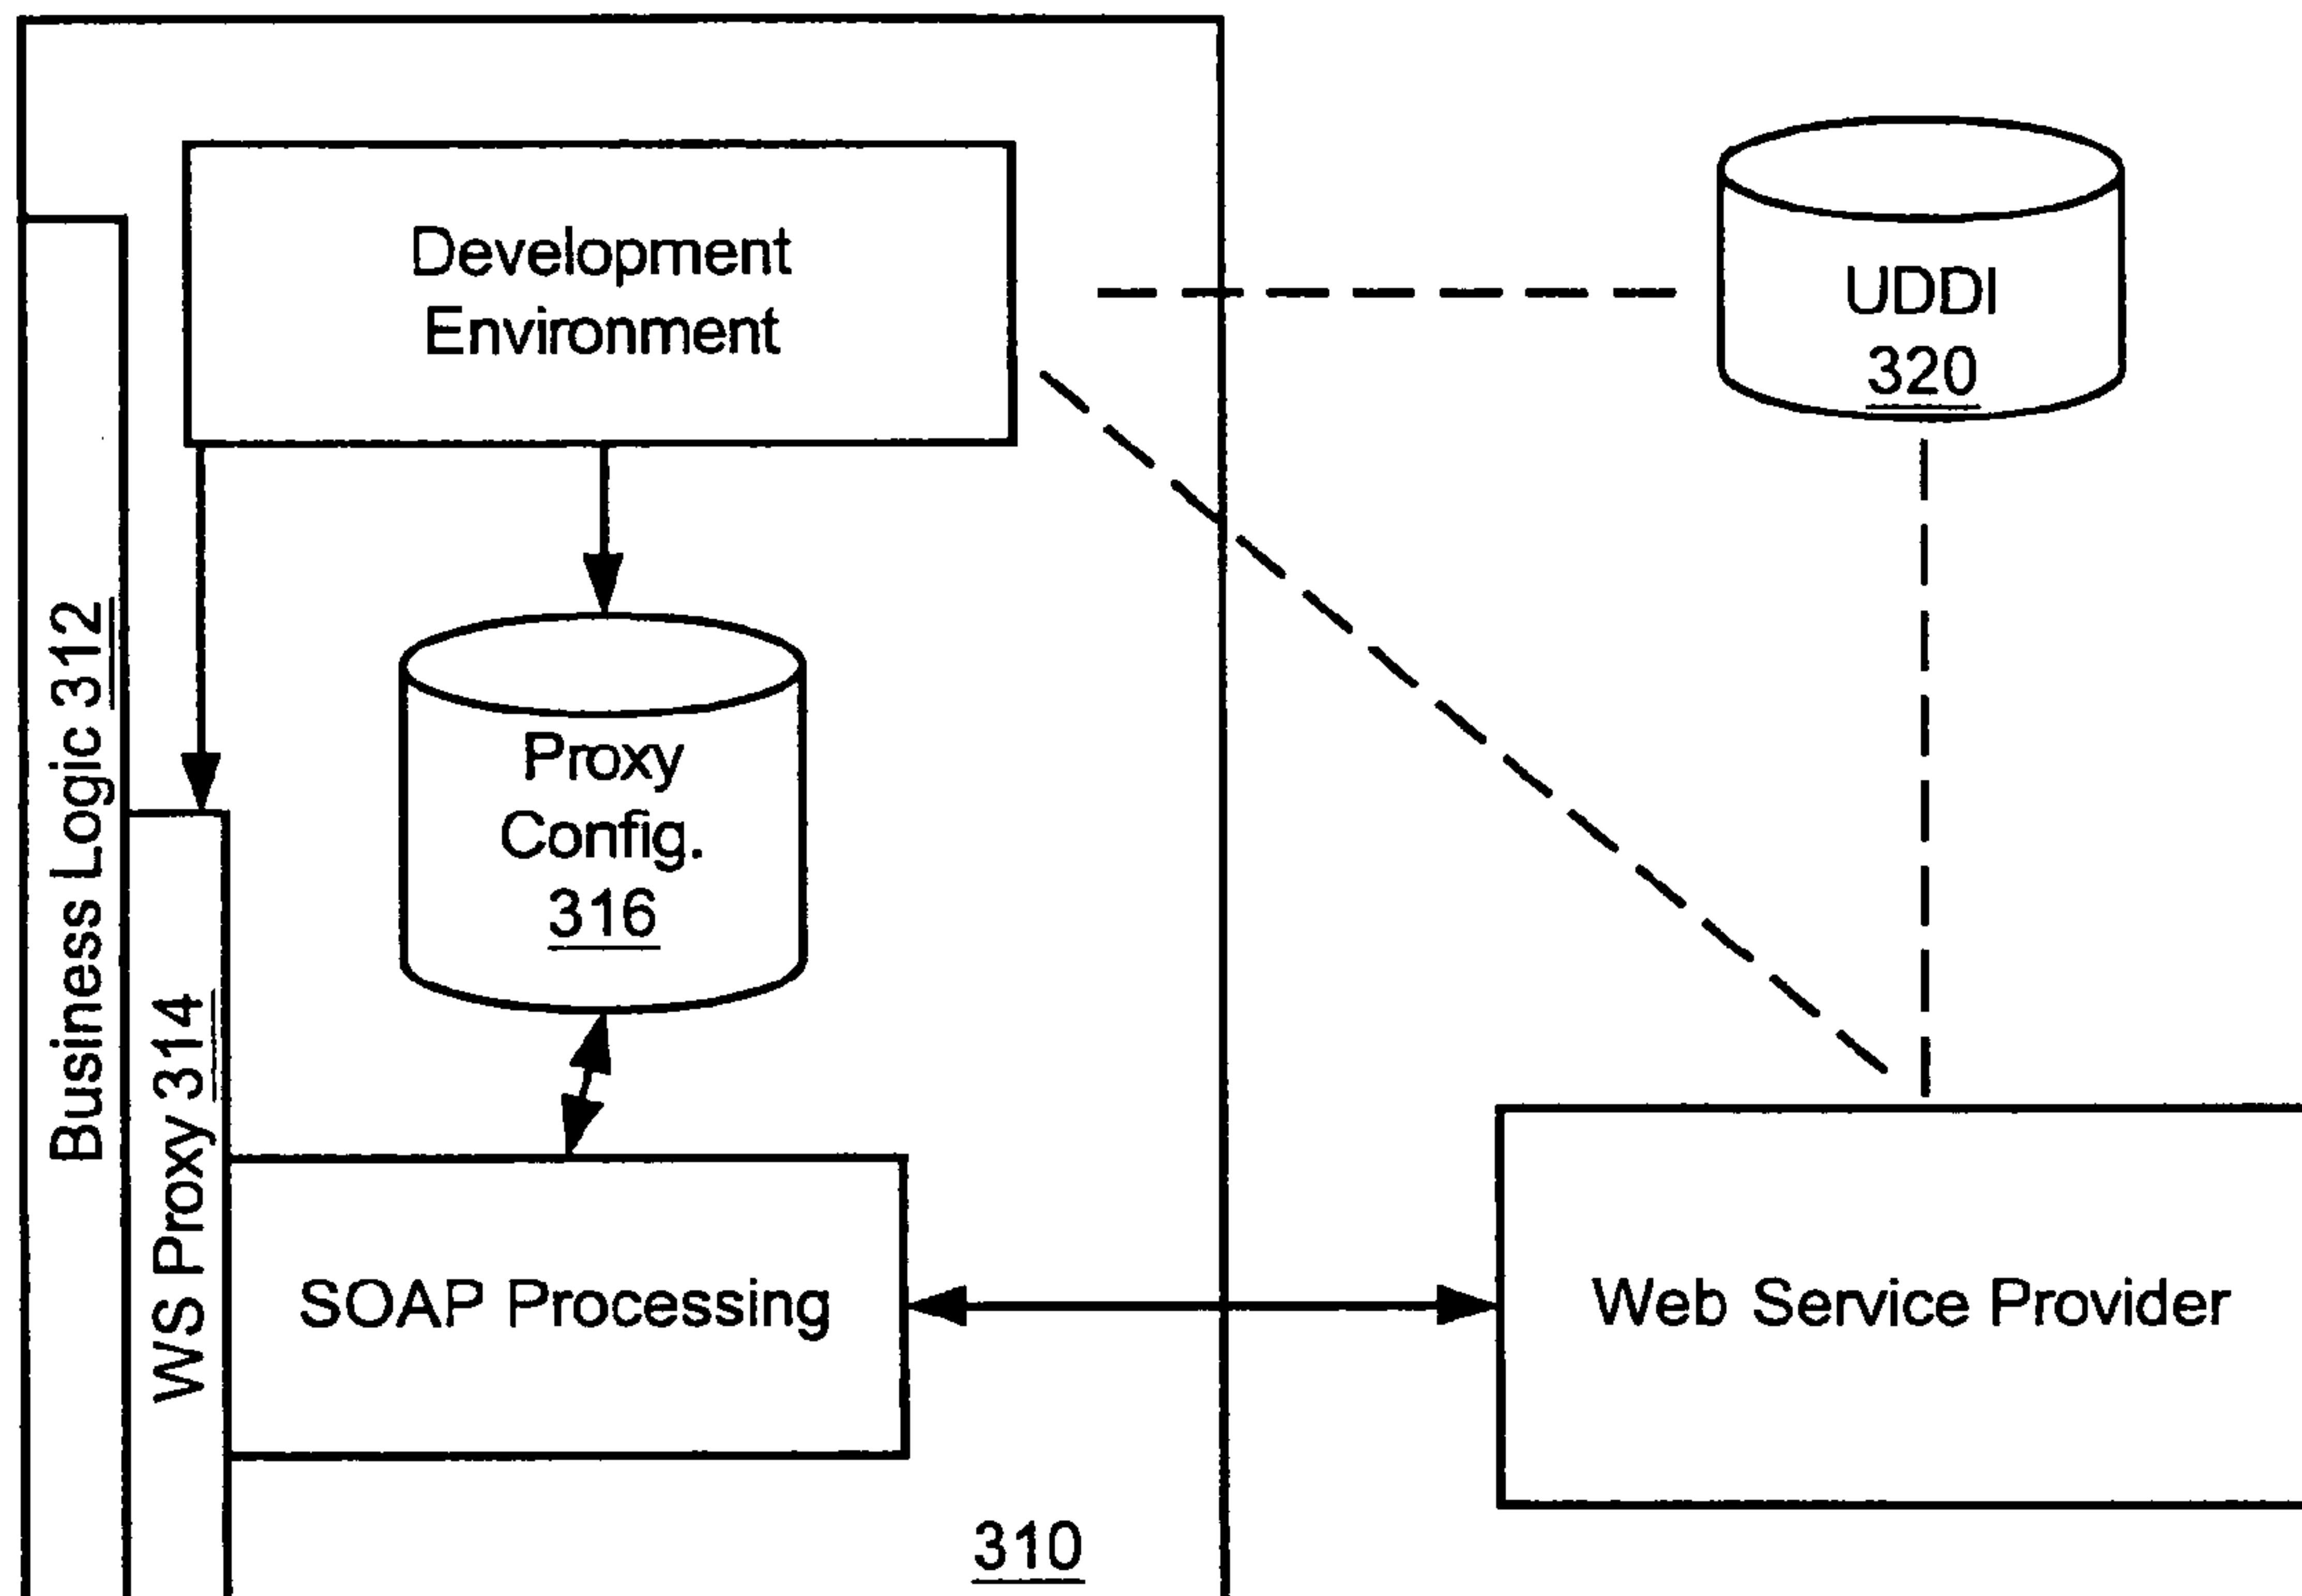 Development
Environment
UDDI
320
Business Logic 312
Proxy
Config.
316
WS Proxy 314
SOAP Processing
Web Service Provider
310